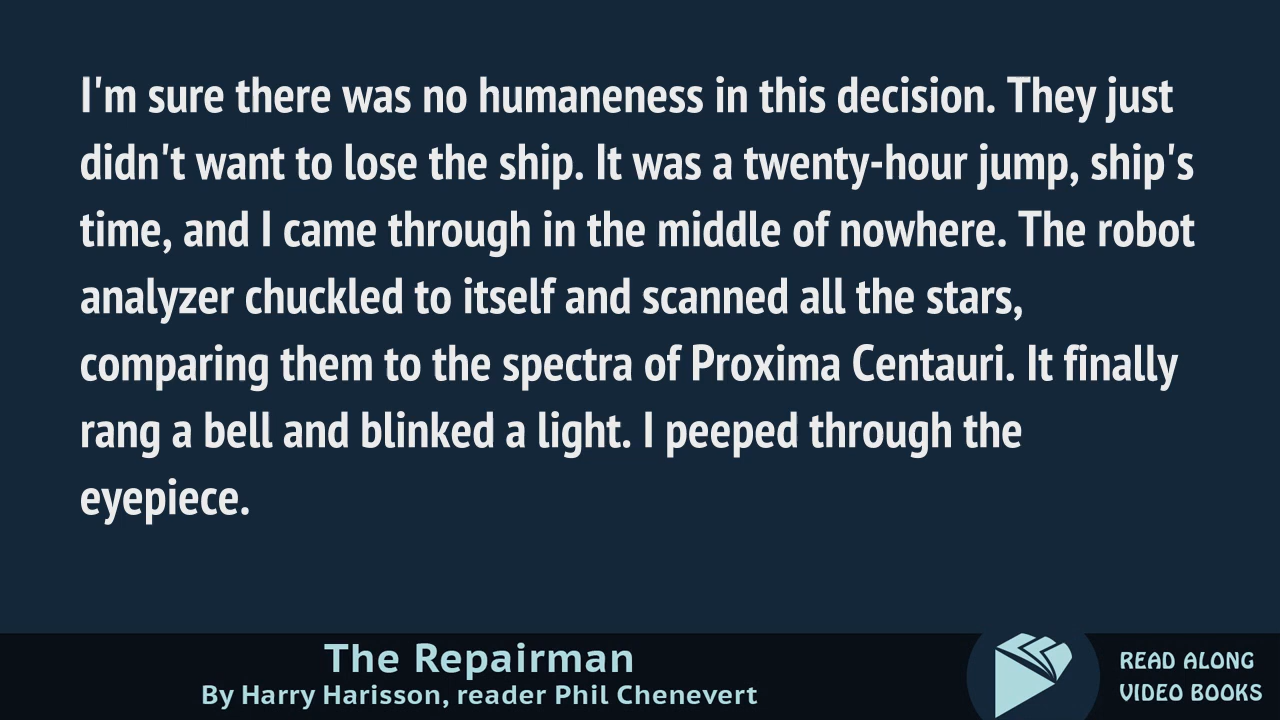 I'm sure there was no humaneness in this decision. They just
didn't want to lose the ship. It was a twenty-hour jump, ship's
time, and I came through in the middle of nowhere. The robot
analyzer chuckled to itself and scanned all the stars,
comparing them to the spectra of Proxima Centauri. It finally
rang a bell and blinked a light. I peeped through the
eyepiece.
The Repairman
By Harry Harisson, reader Phil Chenevert
READ ALONG
VIDEO BOOKS